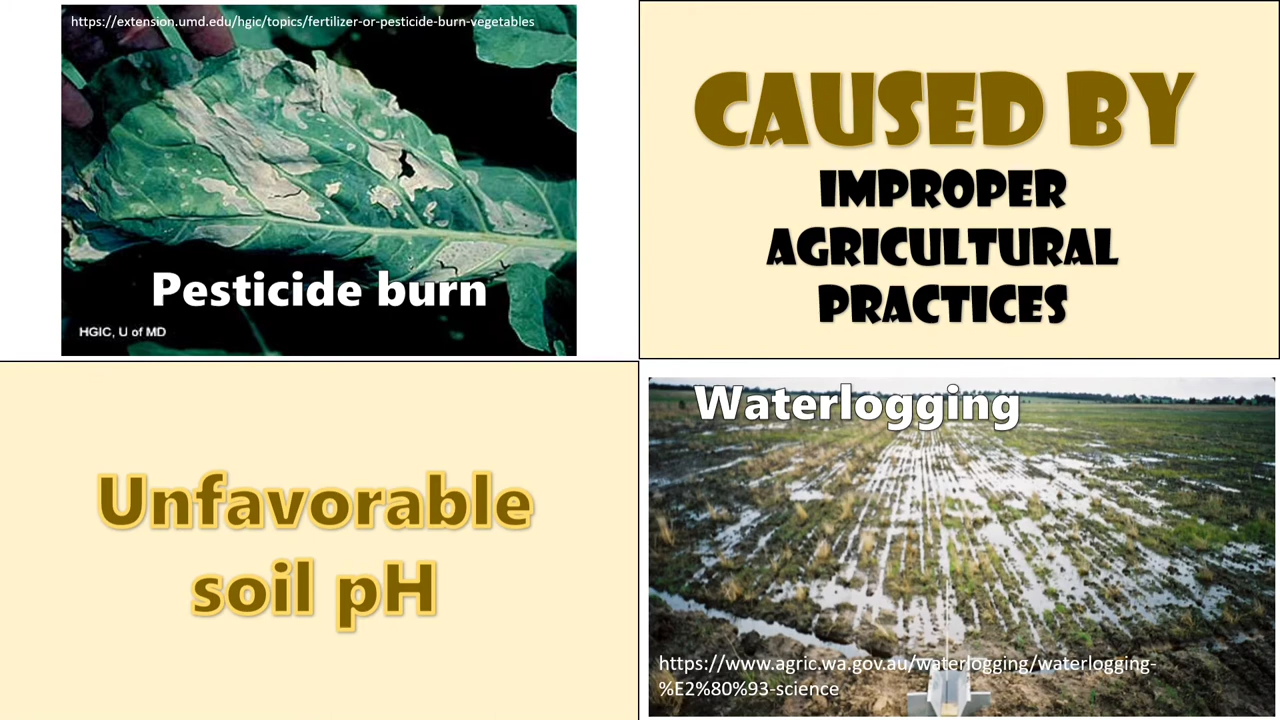 https://extension.umd.edu/hgic/topics/fertilizer-or-pesticide-burn-vegetables
Pesticide burn
HGIC, U of MD
CAUSED BY
IMPROPER
AGRICULTURAL
PRACTICES
Unfavorable
soil pH
Waterlogging
https://www.agric.wa.gov.au/waterlogging/waterlogging-
%E2%80%93-science